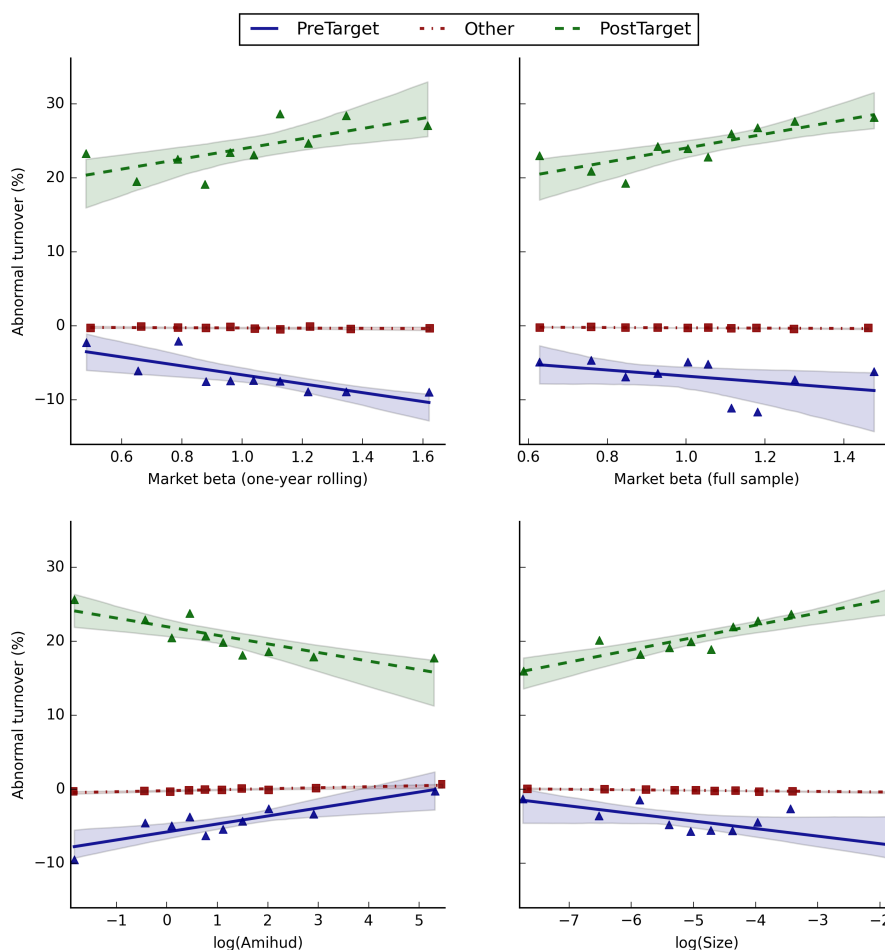 PreTarget Other PostTarget
Abnormal turnover (%)
30
20
10
0
−10
0.6 0.8 1.0 1.2 1.4 1.6
Market beta (one-year rolling)
0.6 0.8 1.0 1.2 1.4
Market beta (full sample)
Abnormal turnover (%)
30
20
10
0
−10
−1 0 1 2 3 4 5
log(Amihud)
−7 −6 −5 −4 −3 −2
log(Size)